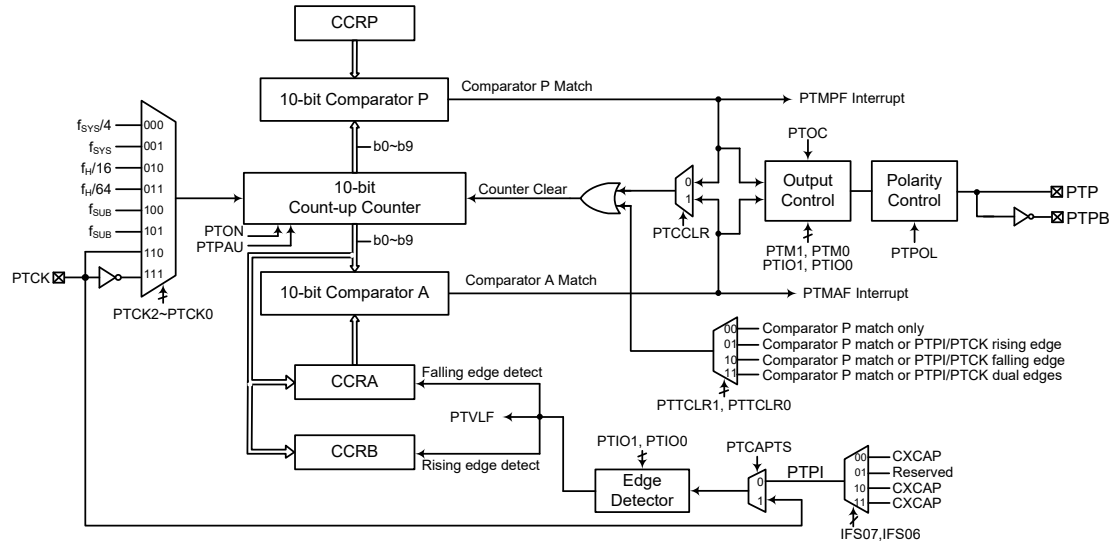 CCRP
10-bit Comparator P
Comparator P Match
PTMPF Interrupt
b0~b9
fSYS/4
fSYS
fH/16
fH/64
fSUB
fSUB
000
001
010
011
100
101
110
111
PTCK
PTCK2~PTCK0
10-bit
Count-up Counter
PTON
PTPAU
Counter Clear
0
1
PTCCLR
PTOC
Output
Control
PTM1, PTM0
PTIO1, PTIO0
Polarity
Control
PTPOL
PTP
PTPB
b0~b9
10-bit Comparator A
Comparator A Match
PTMAF Interrupt
00
01
10
11
Comparator P match only
Comparator P match or PTPI/PTCK rising edge
Comparator P match or PTPI/PTCK falling edge
Comparator P match or PTPI/PTCK dual edges
PTTCLR1, PTTCLR0
CCRA
Falling edge detect
PTVLF
CCRB
Rising edge detect
PTIO1, PTIO0
Edge
Detector
PTCAPTS
0
1
PTPI
00
01
10
11
CXCAP
Reserved
CXCAP
CXCAP
IFS07,IFS06